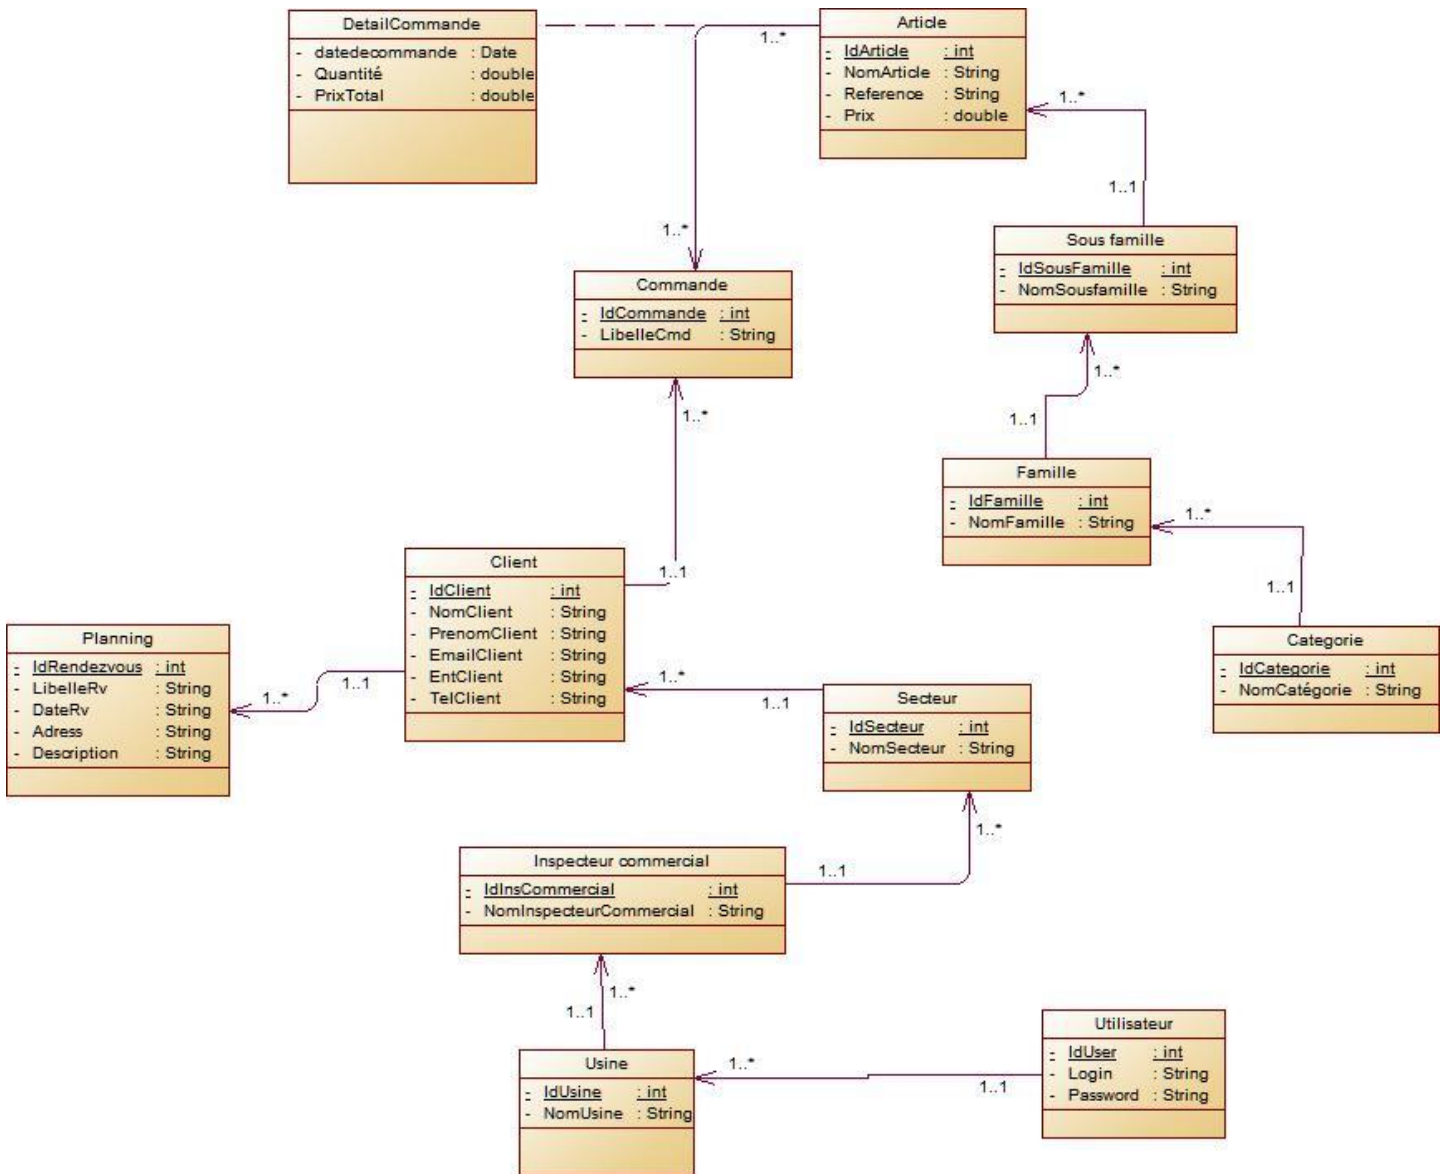 DetailCommande
- datedecommande : Date
- Quantité : double
- PrixTotal : double
Article
- IdArticle : int
- NomArticle : String
- Reference : String
- Prix : double
1..*
1..*
1..*
1..1
Sous famille
- IdSousFamille : int
- NomSousfamille : String
Commande
- IdCommande : int
- LibelleCmd : String
1..*
1..1
1..*
Famille
- IdFamille : int
- NomFamille : String
1..*
1..1
Client
- IdClient : int
- NomClient : String
- PrenomClient : String
- EmailClient : String
- EntClient : String
- TelClient : String
1..1
Planning
- IdRendezvous : int
- LibelleRv : String
- DateRv : String
- Adress : String
- Description : String
1..*
1..1
Categorie
- IdCategorie : int
- NomCatégorie : String
1..*
1..1
Secteur
- IdSecteur : int
- NomSecteur : String
1..*
1..1
Inspecteur commercial
- IdInsCommercial : int
- NomInspecteurCommercial : String
1..*
1..1
Usine
- IdUsine : int
- NomUsine : String
1..*
1..1
Utilisateur
- IdUser : int
- Login : String
- Password : String